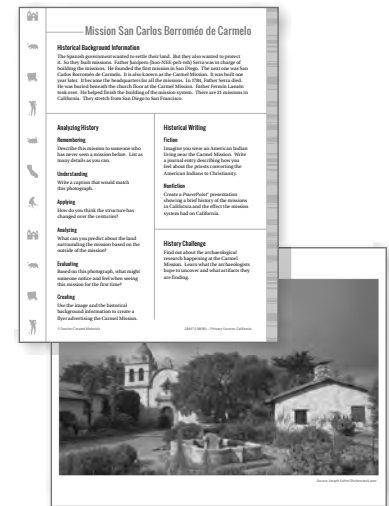 Mission San Carlos Borroméo de Carmelo
Historical Background Information
The Spanish government wanted to settle their land. But they also wanted to protect
it. So they built missions. Father Junípero (hoo-NEE-peh-roh) Serra was in charge of
building the missions. He founded the first mission in San Diego. The next one was San
Carlos Borroméo de Carmelo. It is also known as the Carmel Mission. It was built one
year later. It became the headquarters for all the missions. In 1784, Father Serra died.
He was buried beneath the church floor at the Carmel Mission. Father Fermín Lasuén
took over. He helped finish the building of the mission system. There are 21 missions in
California. They stretch from San Diego to San Francisco.
Analyzing History
Remembering
Describe this mission to someone who
has never seen a mission before. List as
many details as you can.
Understanding
Write a caption that would match
this photograph.
Applying
How do you think the structure has
changed over the centuries?
Analyzing
What can you predict about the land
surrounding the mission based on the
outside of the mission?
Evaluating
Based on this photograph, what might
someone notice and feel when seeing
this mission for the first time?
Creating
Use the image and the historical
background information to create a
flyer advertising the Carmel Mission.
Historical Writing
Fiction
Imagine you were an American Indian
living near the Carmel Mission. Write
a journal entry describing how you
feel about the priests converting the
American Indians to Christianity.
Nonfiction
Create a PowerPoint® presentation
showing a brief history of the missions
in California and the effect the mission
system had on California.
History Challenge
Find out about the archaeological
research happening at the Carmel
Mission. Learn what the archaeologists
hope to uncover and what artifacts they
are finding.
© Teacher Created Materials
Primary Sources: California